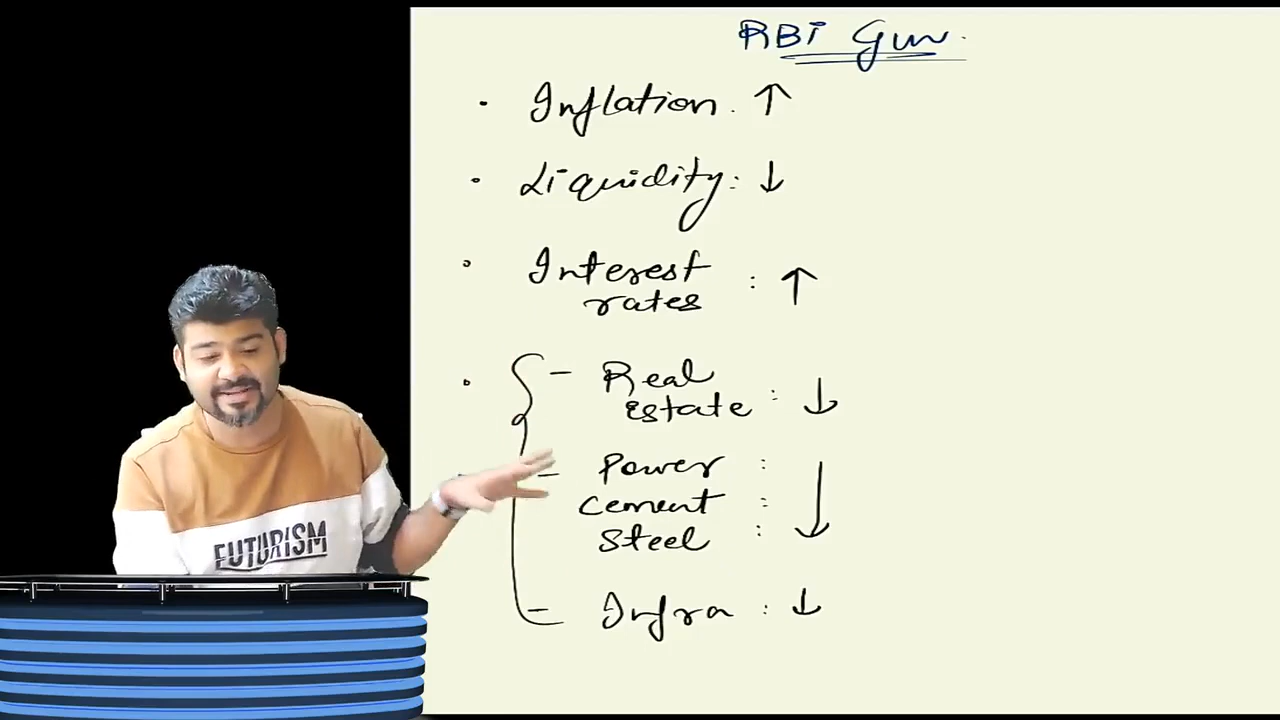 RBi Gun.
• Inflation. ↑
• Liquidity: ↓
• Interest
rates : ↑
• – Real
Estate : ↓
– Power :
Cement :
Steel : ↓
– Infra : ↓
FUTURISM